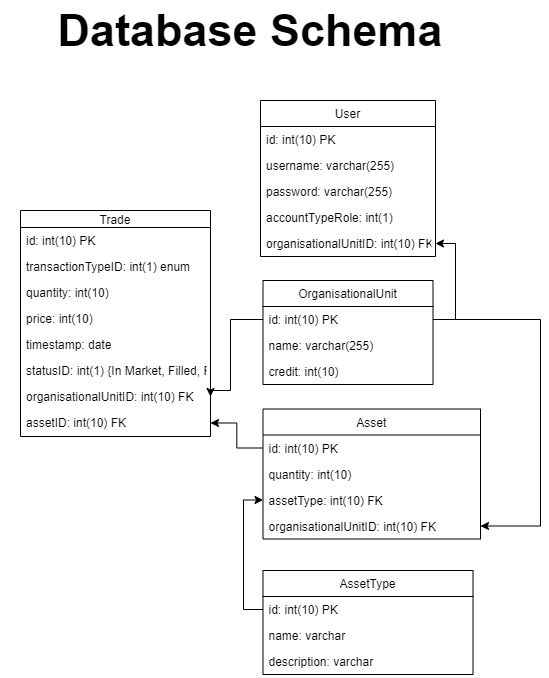 Database Schema
User
id: int(10) PK
username: varchar(255)
password: varchar(255)
accountTypeRole: int(1)
organisationalUnitID: int(10) FK
Trade
id: int(10) PK
transactionTypeID: int(1) enum
quantity: int(10)
price: int(10)
timestamp: date
statusID: int(1) {In Market, Filled,
organisationalUnitID: int(10) FK
assetID: int(10) FK
OrganisationalUnit
id: int(10) PK
name: varchar(255)
credit: int(10)
Asset
id: int(10) PK
quantity: int(10)
assetType: int(10) FK
organisationalUnitID: int(10) FK
AssetType
id: int(10) PK
name: varchar
description: varchar